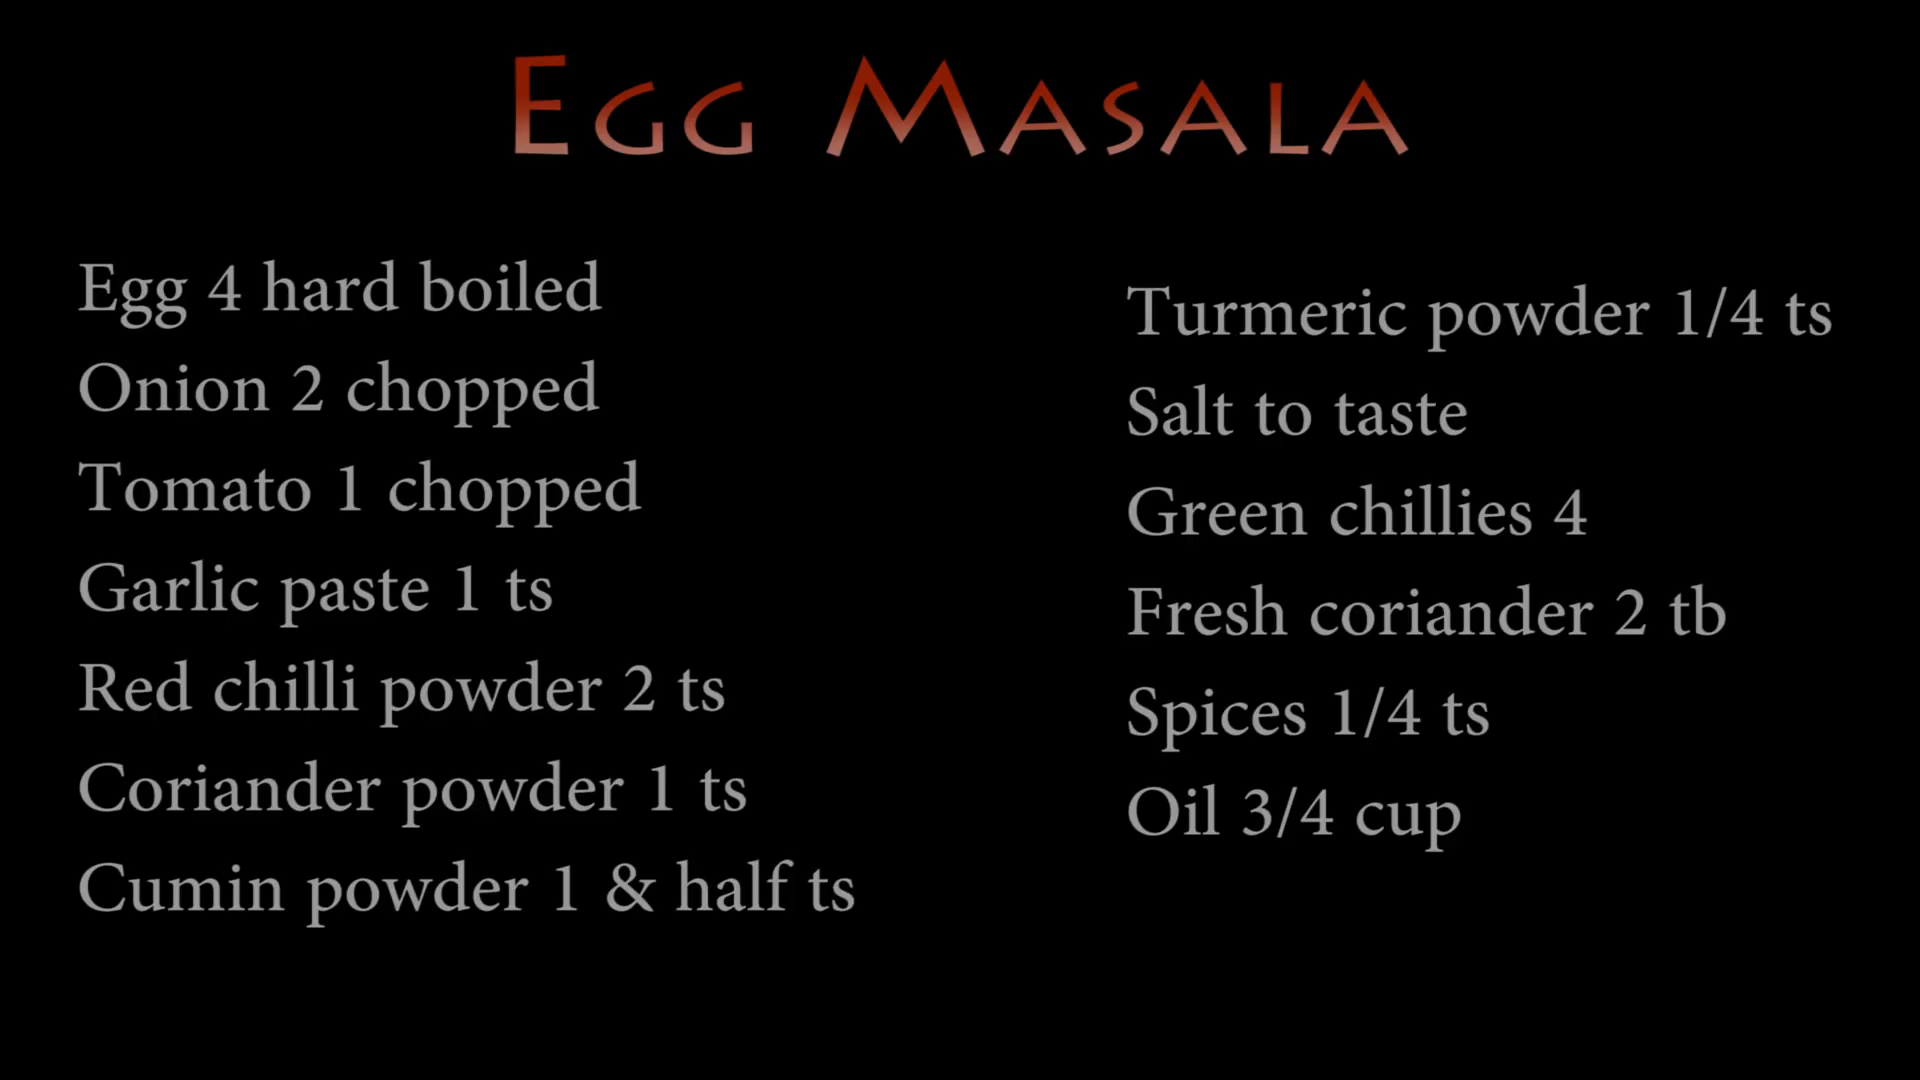 Egg Masala
Egg 4 hard boiled
Onion 2 chopped
Tomato 1 chopped
Garlic paste 1 ts
Red chilli powder 2 ts
Coriander powder 1 ts
Cumin powder 1 & half ts
Turmeric powder 1/4 ts
Salt to taste
Green chillies 4
Fresh coriander 2 tb
Spices 1/4 ts
Oil 3/4 cup